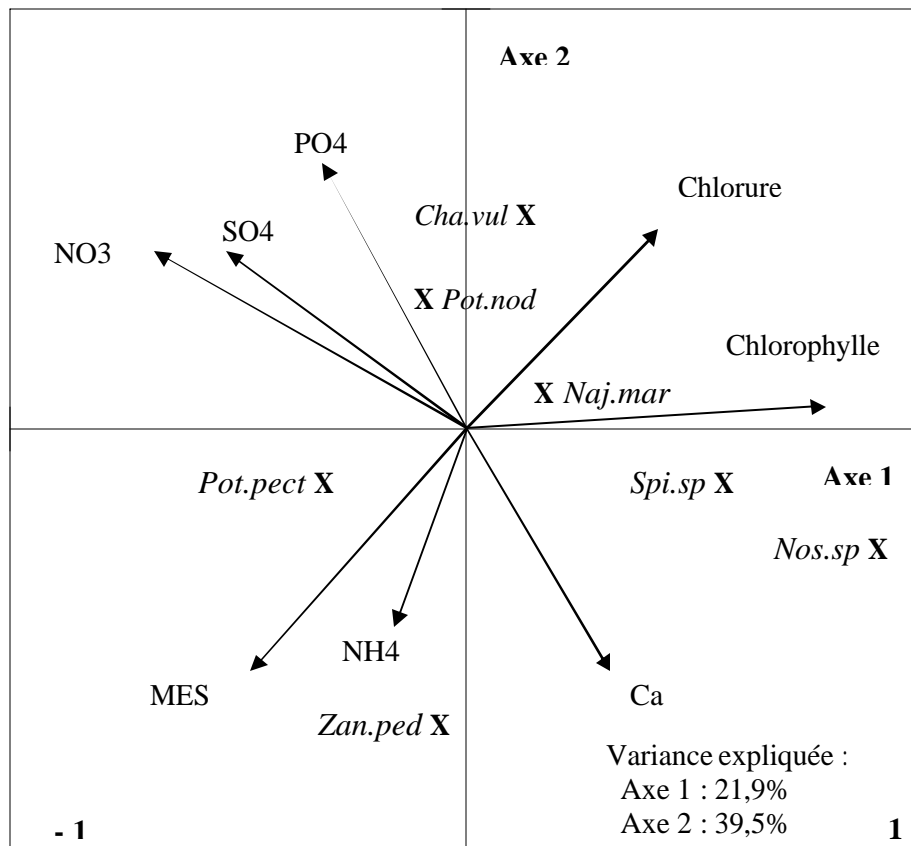 Axe 2
PO4
Chlorure
Cha.vul X
SO4
NO3
X Pot.nod
Chlorophylle
X Naj.mar
Pot.pect X
Spi.sp X
Axe 1
Nos.sp X
NH4
MES
Ca
Zan.ped X
Variance expliquée :
Axe 1 : 21,9%
Axe 2 : 39,5%
- 1
1